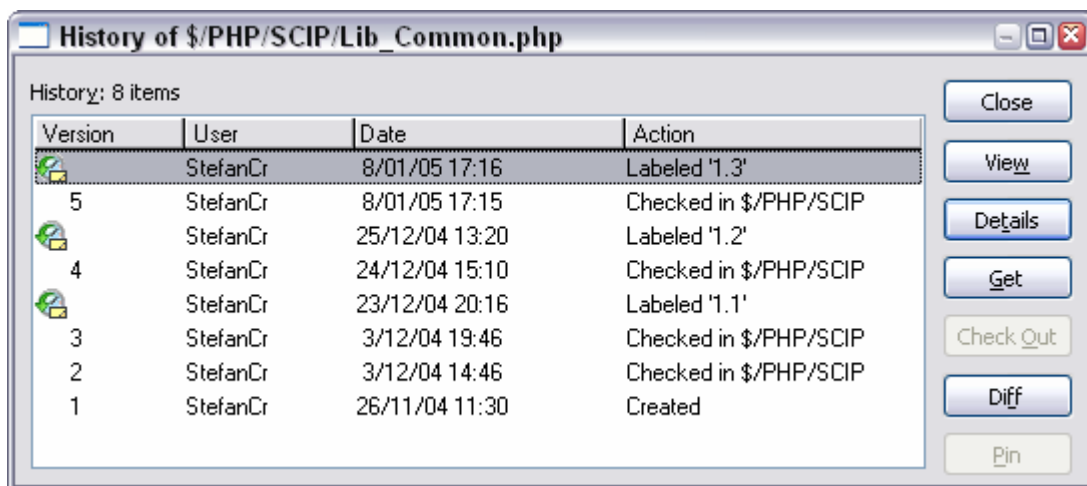 History of $/PHP/SCIP/Lib_Common.php
History: 8 items
Version User Date Action
StefanCr 8/01/05 17:16 Labeled '1.3'
5 StefanCr 8/01/05 17:15 Checked in $/PHP/SCIP
StefanCr 25/12/04 13:20 Labeled '1.2'
4 StefanCr 24/12/04 15:10 Checked in $/PHP/SCIP
StefanCr 23/12/04 20:16 Labeled '1.1'
3 StefanCr 3/12/04 19:46 Checked in $/PHP/SCIP
2 StefanCr 3/12/04 14:46 Checked in $/PHP/SCIP
1 StefanCr 26/11/04 11:30 Created
Close
View
Details
Get
Check Out
Diff
Pin